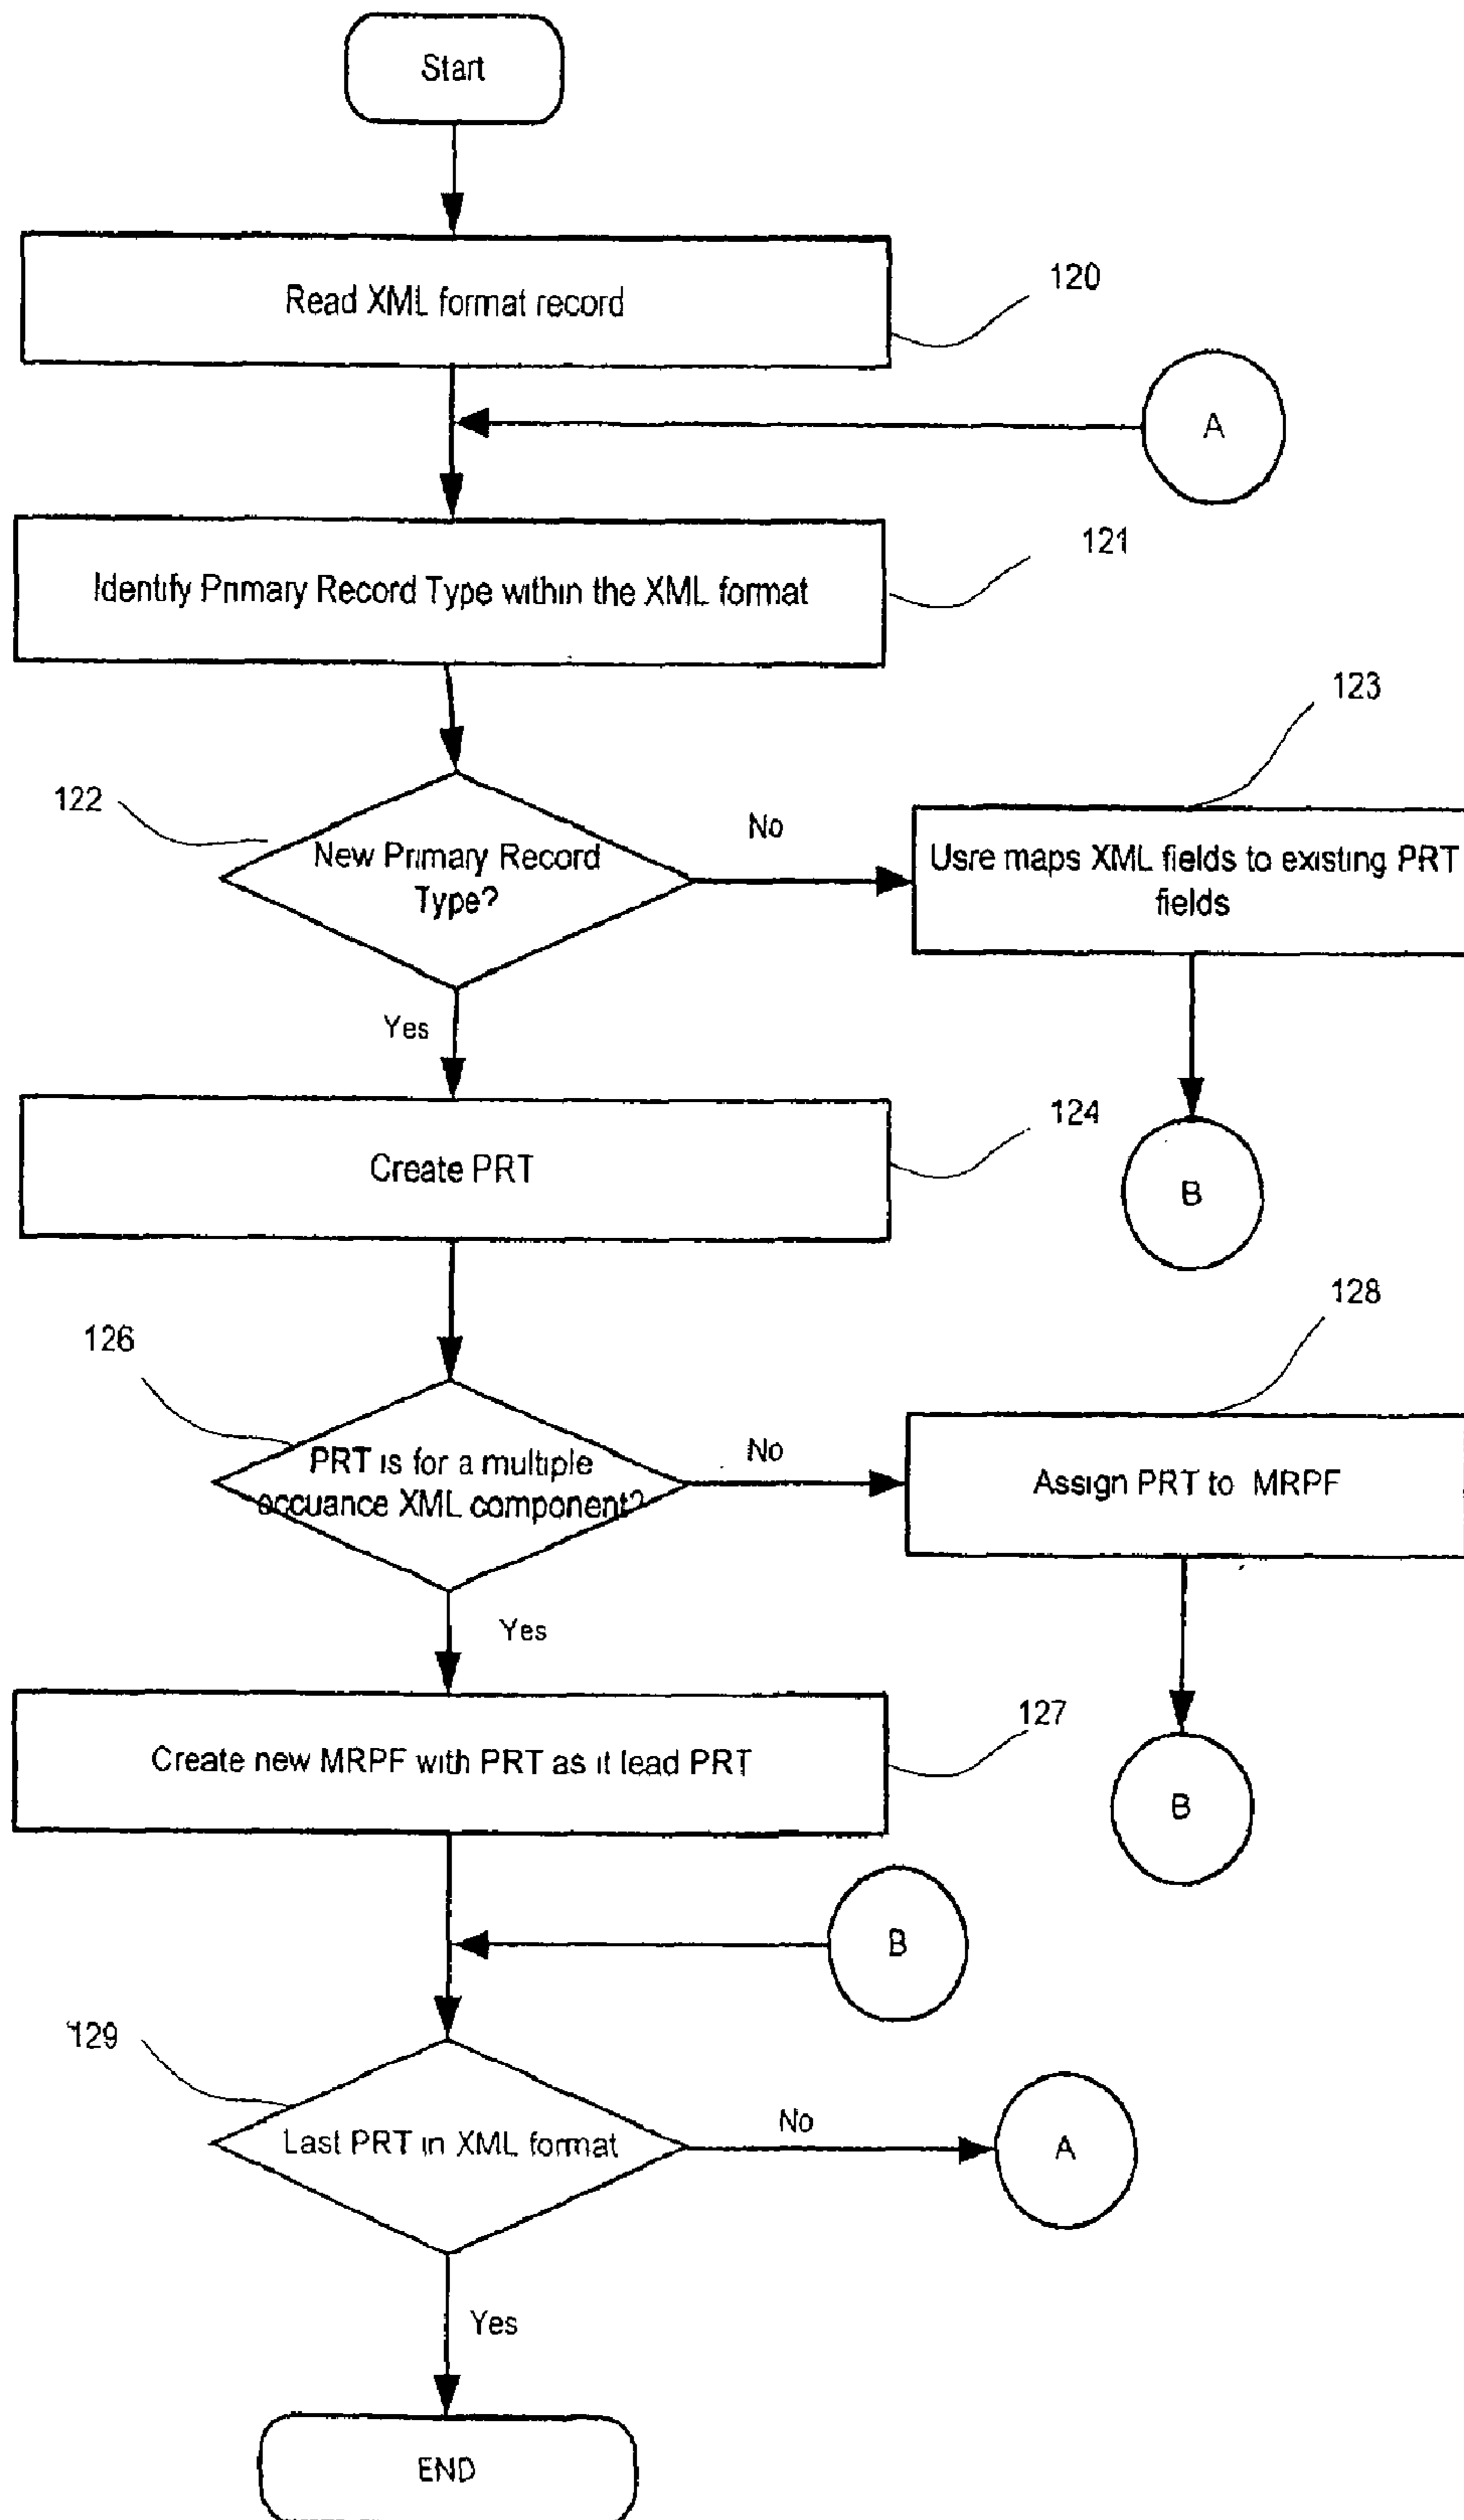 Start
Read XML format record
120
A
Identify Primary Record Type within the XML format
121
122
New Primary Record
Type?
No
123
Usre maps XML fields to existing PRT
fields
Yes
B
Create PRT
124
126
PRT is for a multiple
occuance XML component?
No
128
Assign PRT to MRPF
Yes
B
Create new MRPF with PRT as it lead PRT
127
B
129
Last PRT in XML format
No
A
Yes
END